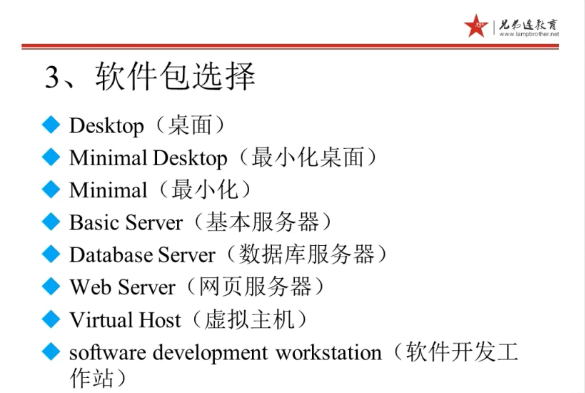 兄弟连教育
www.lampbrother.net
3、软件包选择
Desktop（桌面）
Minimal Desktop（最小化桌面）
Minimal（最小化）
Basic Server（基本服务器）
Database Server（数据库服务器）
Web Server（网页服务器）
Virtual Host（虚拟主机）
software development workstation（软件开发工
作站）